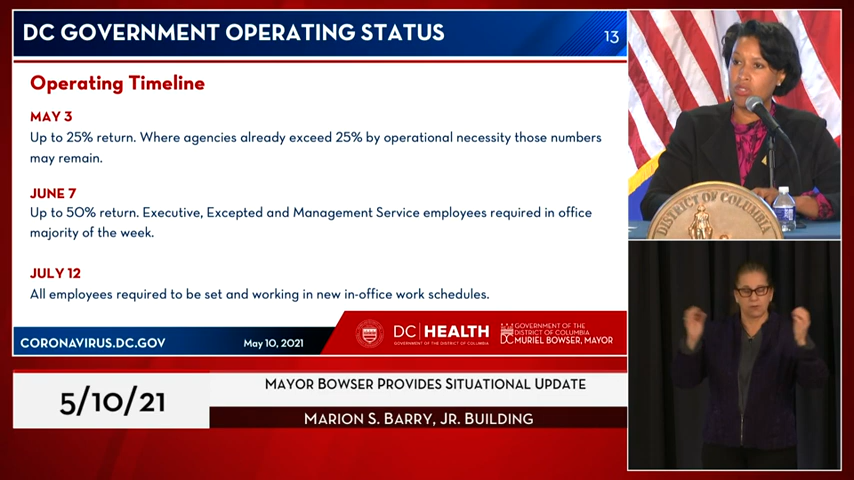 DC GOVERNMENT OPERATING STATUS
13
Operating Timeline
MAY 3
Up to 25% return. Where agencies already exceed 25% by operational necessity those numbers
may remain.
JUNE 7
Up to 50% return. Executive, Excepted and Management Service employees required in office
majority of the week.
JULY 12
All employees required to be set and working in new in-office work schedules.
CORONAVIRUS.DC.GOV
May 10, 2021
DC HEALTH
GOVERNMENT OF THE DISTRICT OF COLUMBIA
GOVERNMENT OF THE
DISTRICT OF COLUMBIA
DC MURIEL BOWSER, MAYOR
DISTRICT OF COLUMBIA
5/10/21
MAYOR BOWSER PROVIDES SITUATIONAL UPDATE
MARION S. BARRY, JR. BUILDING